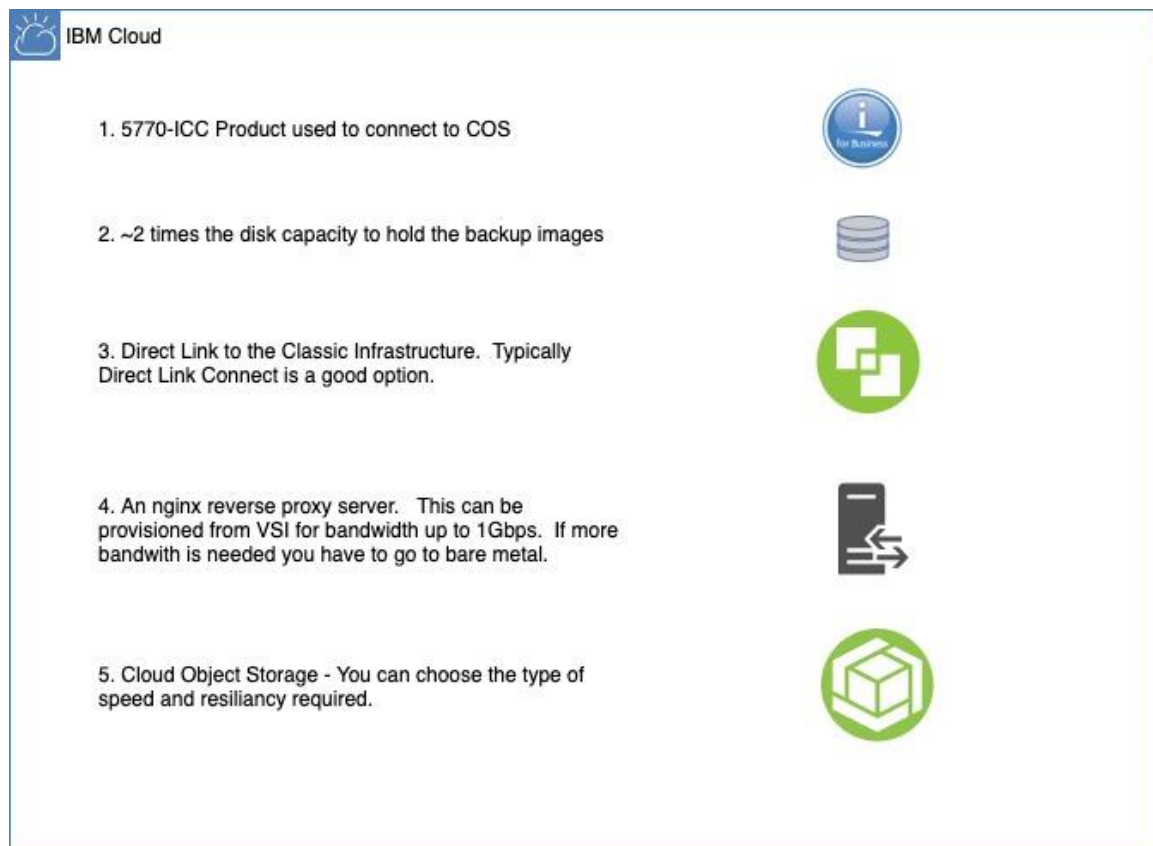 IBM Cloud
1. 5770-ICC Product used to connect to COS
i
for Business
2. ~2 times the disk capacity to hold the backup images
3. Direct Link to the Classic Infrastructure.  Typically
Direct Link Connect is a good option.
4. An nginx reverse proxy server.   This can be
provisioned from VSI for bandwidth up to 1Gbps.  If more
bandwith is needed you have to go to bare metal.
5. Cloud Object Storage - You can choose the type of
speed and resiliancy required.